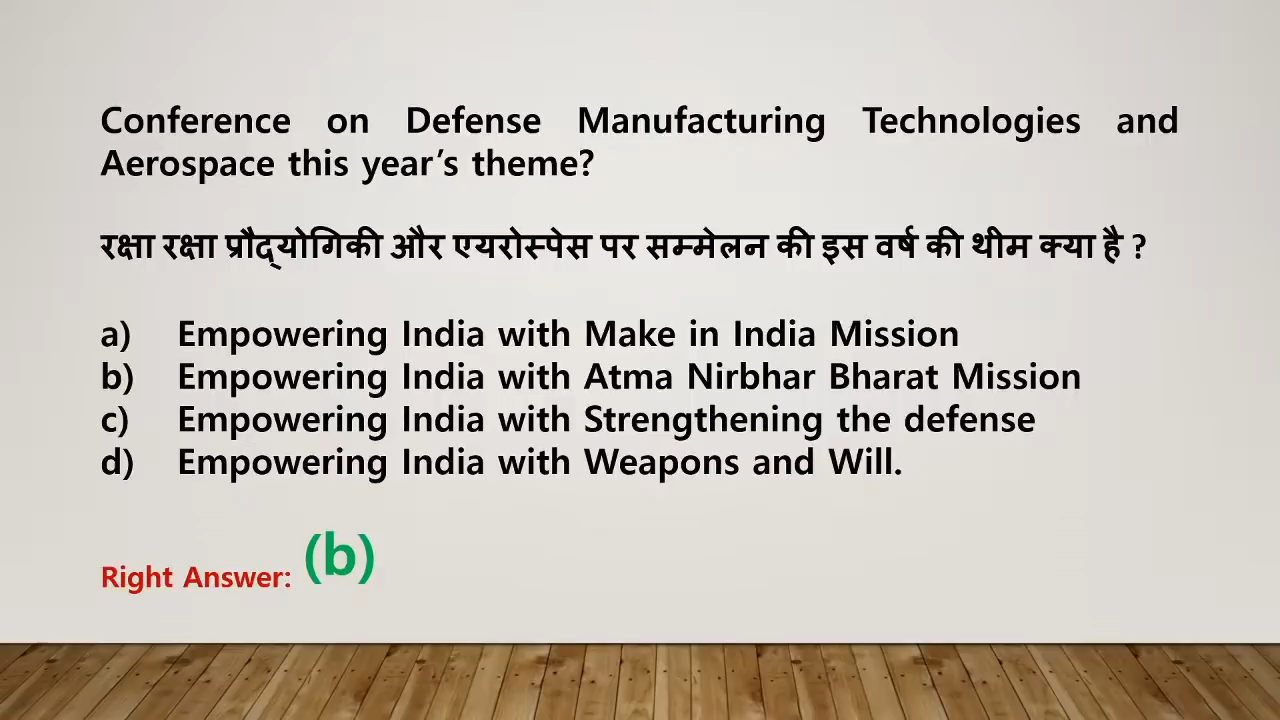 Conference on Defense Manufacturing Technologies and
Aerospace this year's theme?
रक्षा रक्षा प्रौद्योगिकी और एयरोस्पेस पर सम्मेलन की इस वर्ष की थीम क्या है ?
a) Empowering India with Make in India Mission
b) Empowering India with Atma Nirbhar Bharat Mission
c) Empowering India with Strengthening the defense
d) Empowering India with Weapons and Will.
Right Answer: (b)